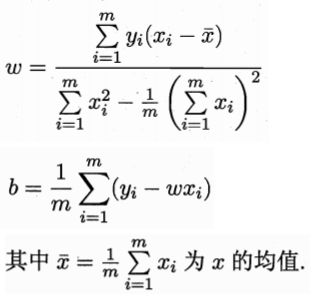 w = \frac{\sum_{i=1}^{m} y_i(x_i - \bar{x})}{\sum_{i=1}^{m} x_i^2 - \frac{1}{m}\left(\sum_{i=1}^{m} x_i\right)^2}
b = \frac{1}{m}\sum_{i=1}^{m}(y_i - wx_i)
其中 \bar{x} = \frac{1}{m}\sum_{i=1}^{m} x_i 为 x 的均值.